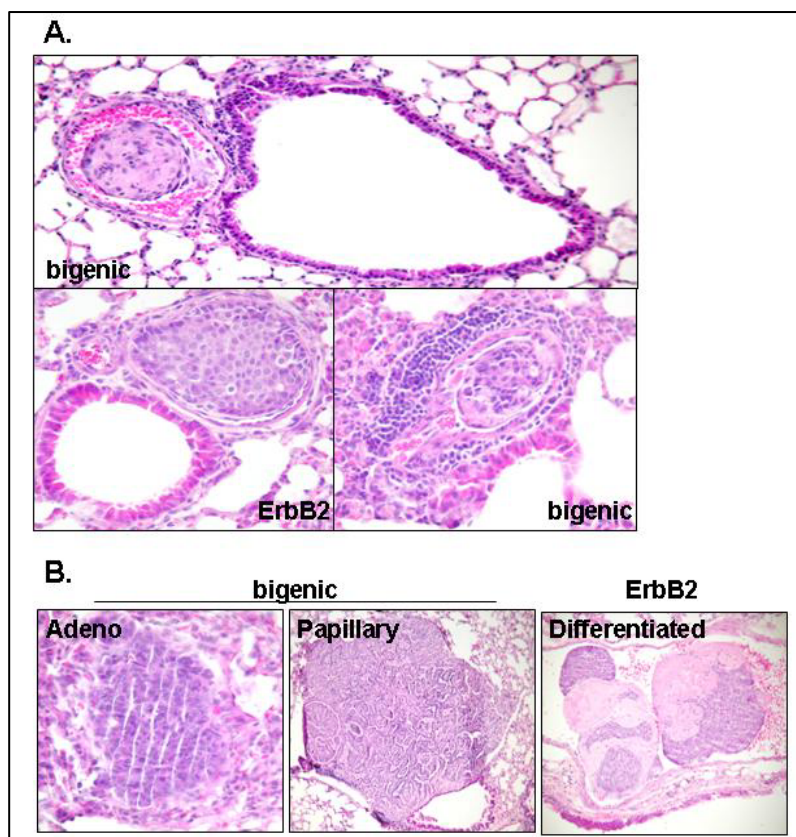 A.
bigenic
ErbB2
bigenic
B.
bigenic
ErbB2
Adeno
Papillary
Differentiated